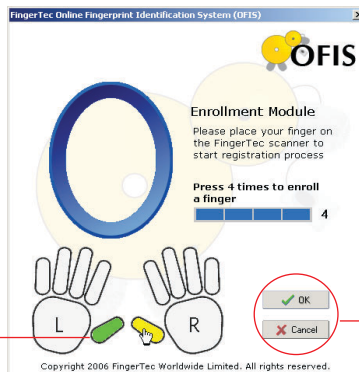 FingerTec Online Fingerprint Identification System (OFIS)
OFIS
Enrollment Module
Please place your finger on
the FingerTec scanner to
start registration process
Press 4 times to enroll
a finger
4
L
R
OK
Cancel
Copyright 2006 FingerTec Worldwide Limited. All rights reserved.